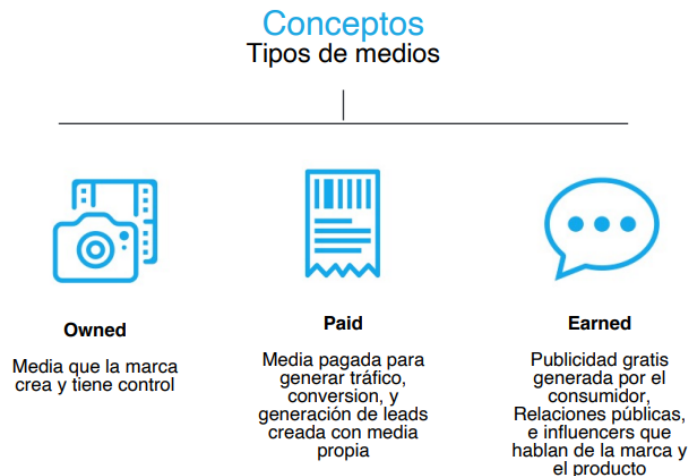 Conceptos
Tipos de medios
Owned
Media que la marca
crea y tiene control
Paid
Media pagada para
generar tráfico,
conversion, y
generación de leads
creada con media
propia
Earned
Publicidad gratis
generada por el
consumidor,
Relaciones públicas,
e influencers que
hablan de la marca y
el producto